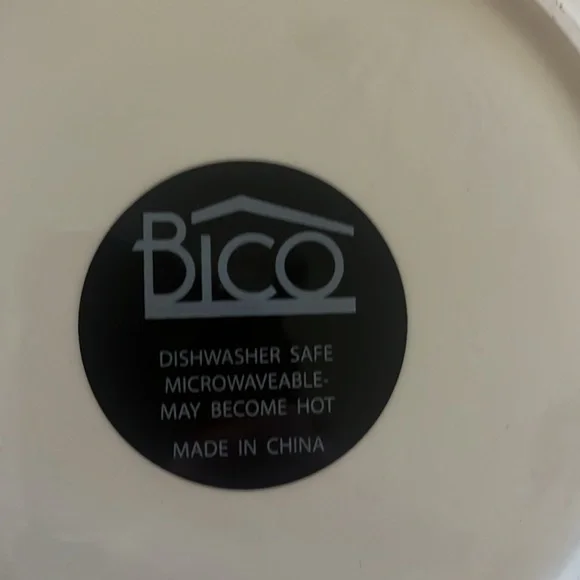 BICO
DISHWASHER SAFE
MICROWAVEABLE-
MAY BECOME HOT
MADE IN CHINA